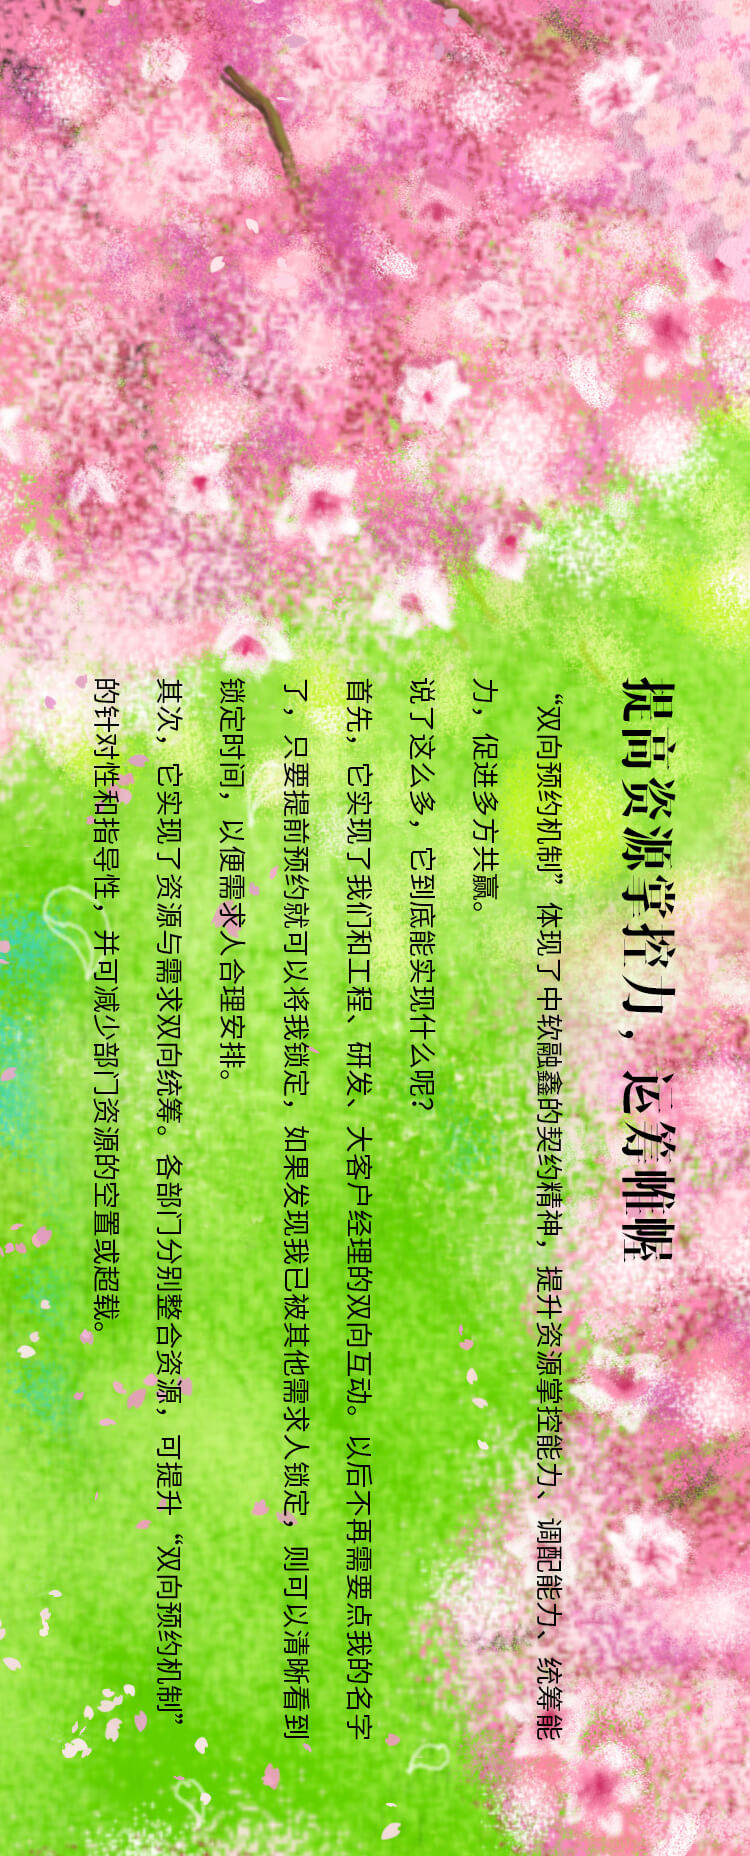 提高资源掌控力，运筹帷幄
“双向预约机制”体现了中软融鑫的契约精神，提升资源掌控能力、调配能力、统筹能
力，促进多方共赢。
说了这么多，它到底能实现什么呢？
首先，它实现了我们和工程、研发、大客户经理的双向互动。以后不再需要点我的名字
了，只要提前预约就可以将我锁定，如果发现我已被其他需求人锁定，则可以清晰看到
锁定时间，以便需求人合理安排。
其次，它实现了资源与需求双向统筹。各部门分别整合资源，可提升“双向预约机制”
的针对性和指导性，并可减少部门资源的空置或超载。